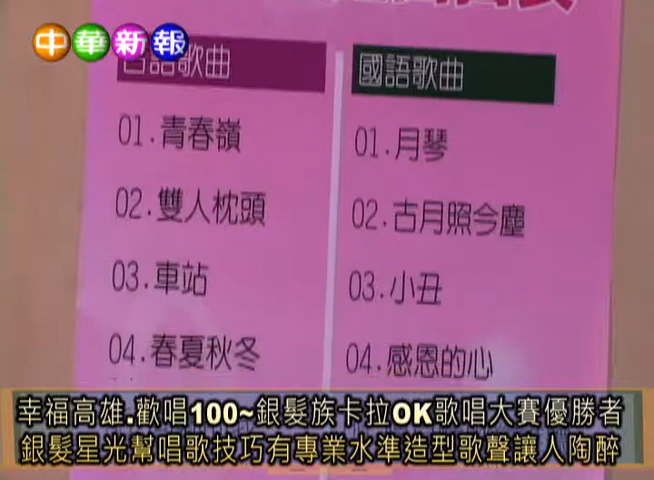 中華新報
台語歌曲
01.青春嶺
02.雙人枕頭
03.車站
04.春夏秋冬
國語歌曲
01.月琴
02.古月照今塵
03.小丑
04.感恩的心
幸福高雄.歡唱100~銀髮族卡拉OK歌唱大賽優勝者
銀髮星光幫唱歌技巧有專業水準造型歌聲讓人陶醉